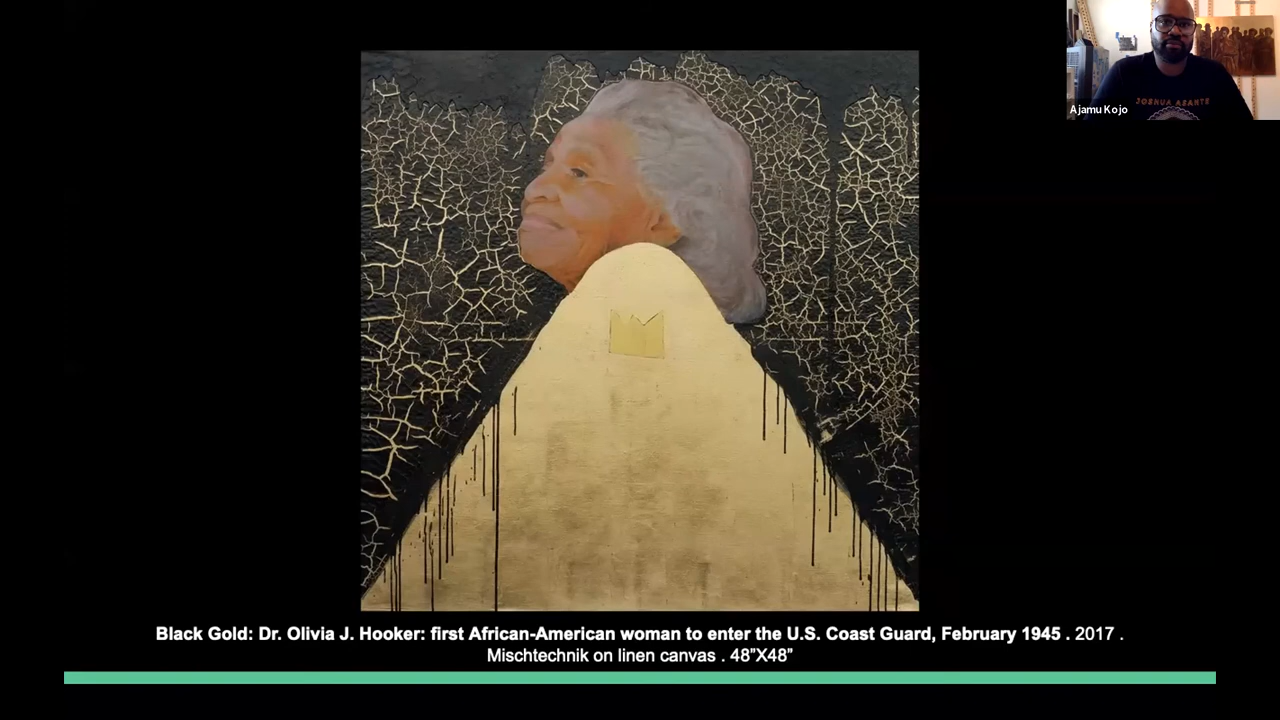 Ajamu Kojo
JOSHUA ASANTE
Black Gold: Dr. Olivia J. Hooker: first African-American woman to enter the U.S. Coast Guard, February 1945 . 2017 .
Mischtechnik on linen canvas . 48”X48”